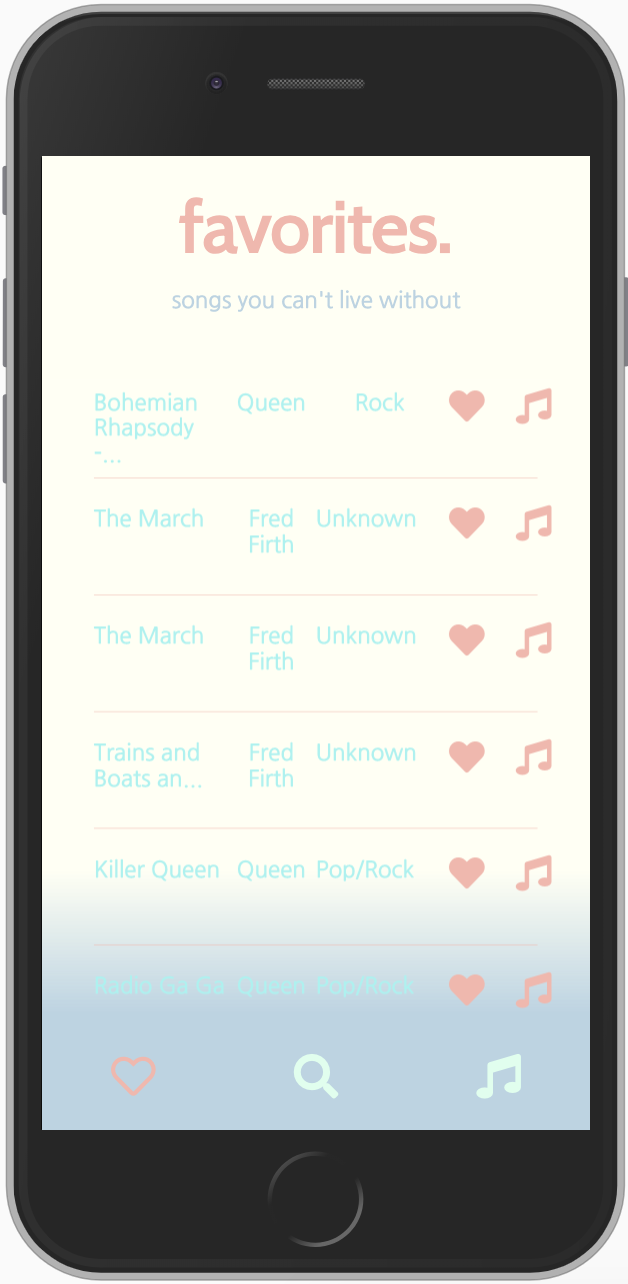 favorites.
songs you can't live without
Bohemian Rhapsody -... Queen Rock
The March Fred Firth Unknown
The March Fred Firth Unknown
Trains and Boats an... Fred Firth Unknown
Killer Queen Queen Pop/Rock
Radio Ga Ga Queen Pop/Rock